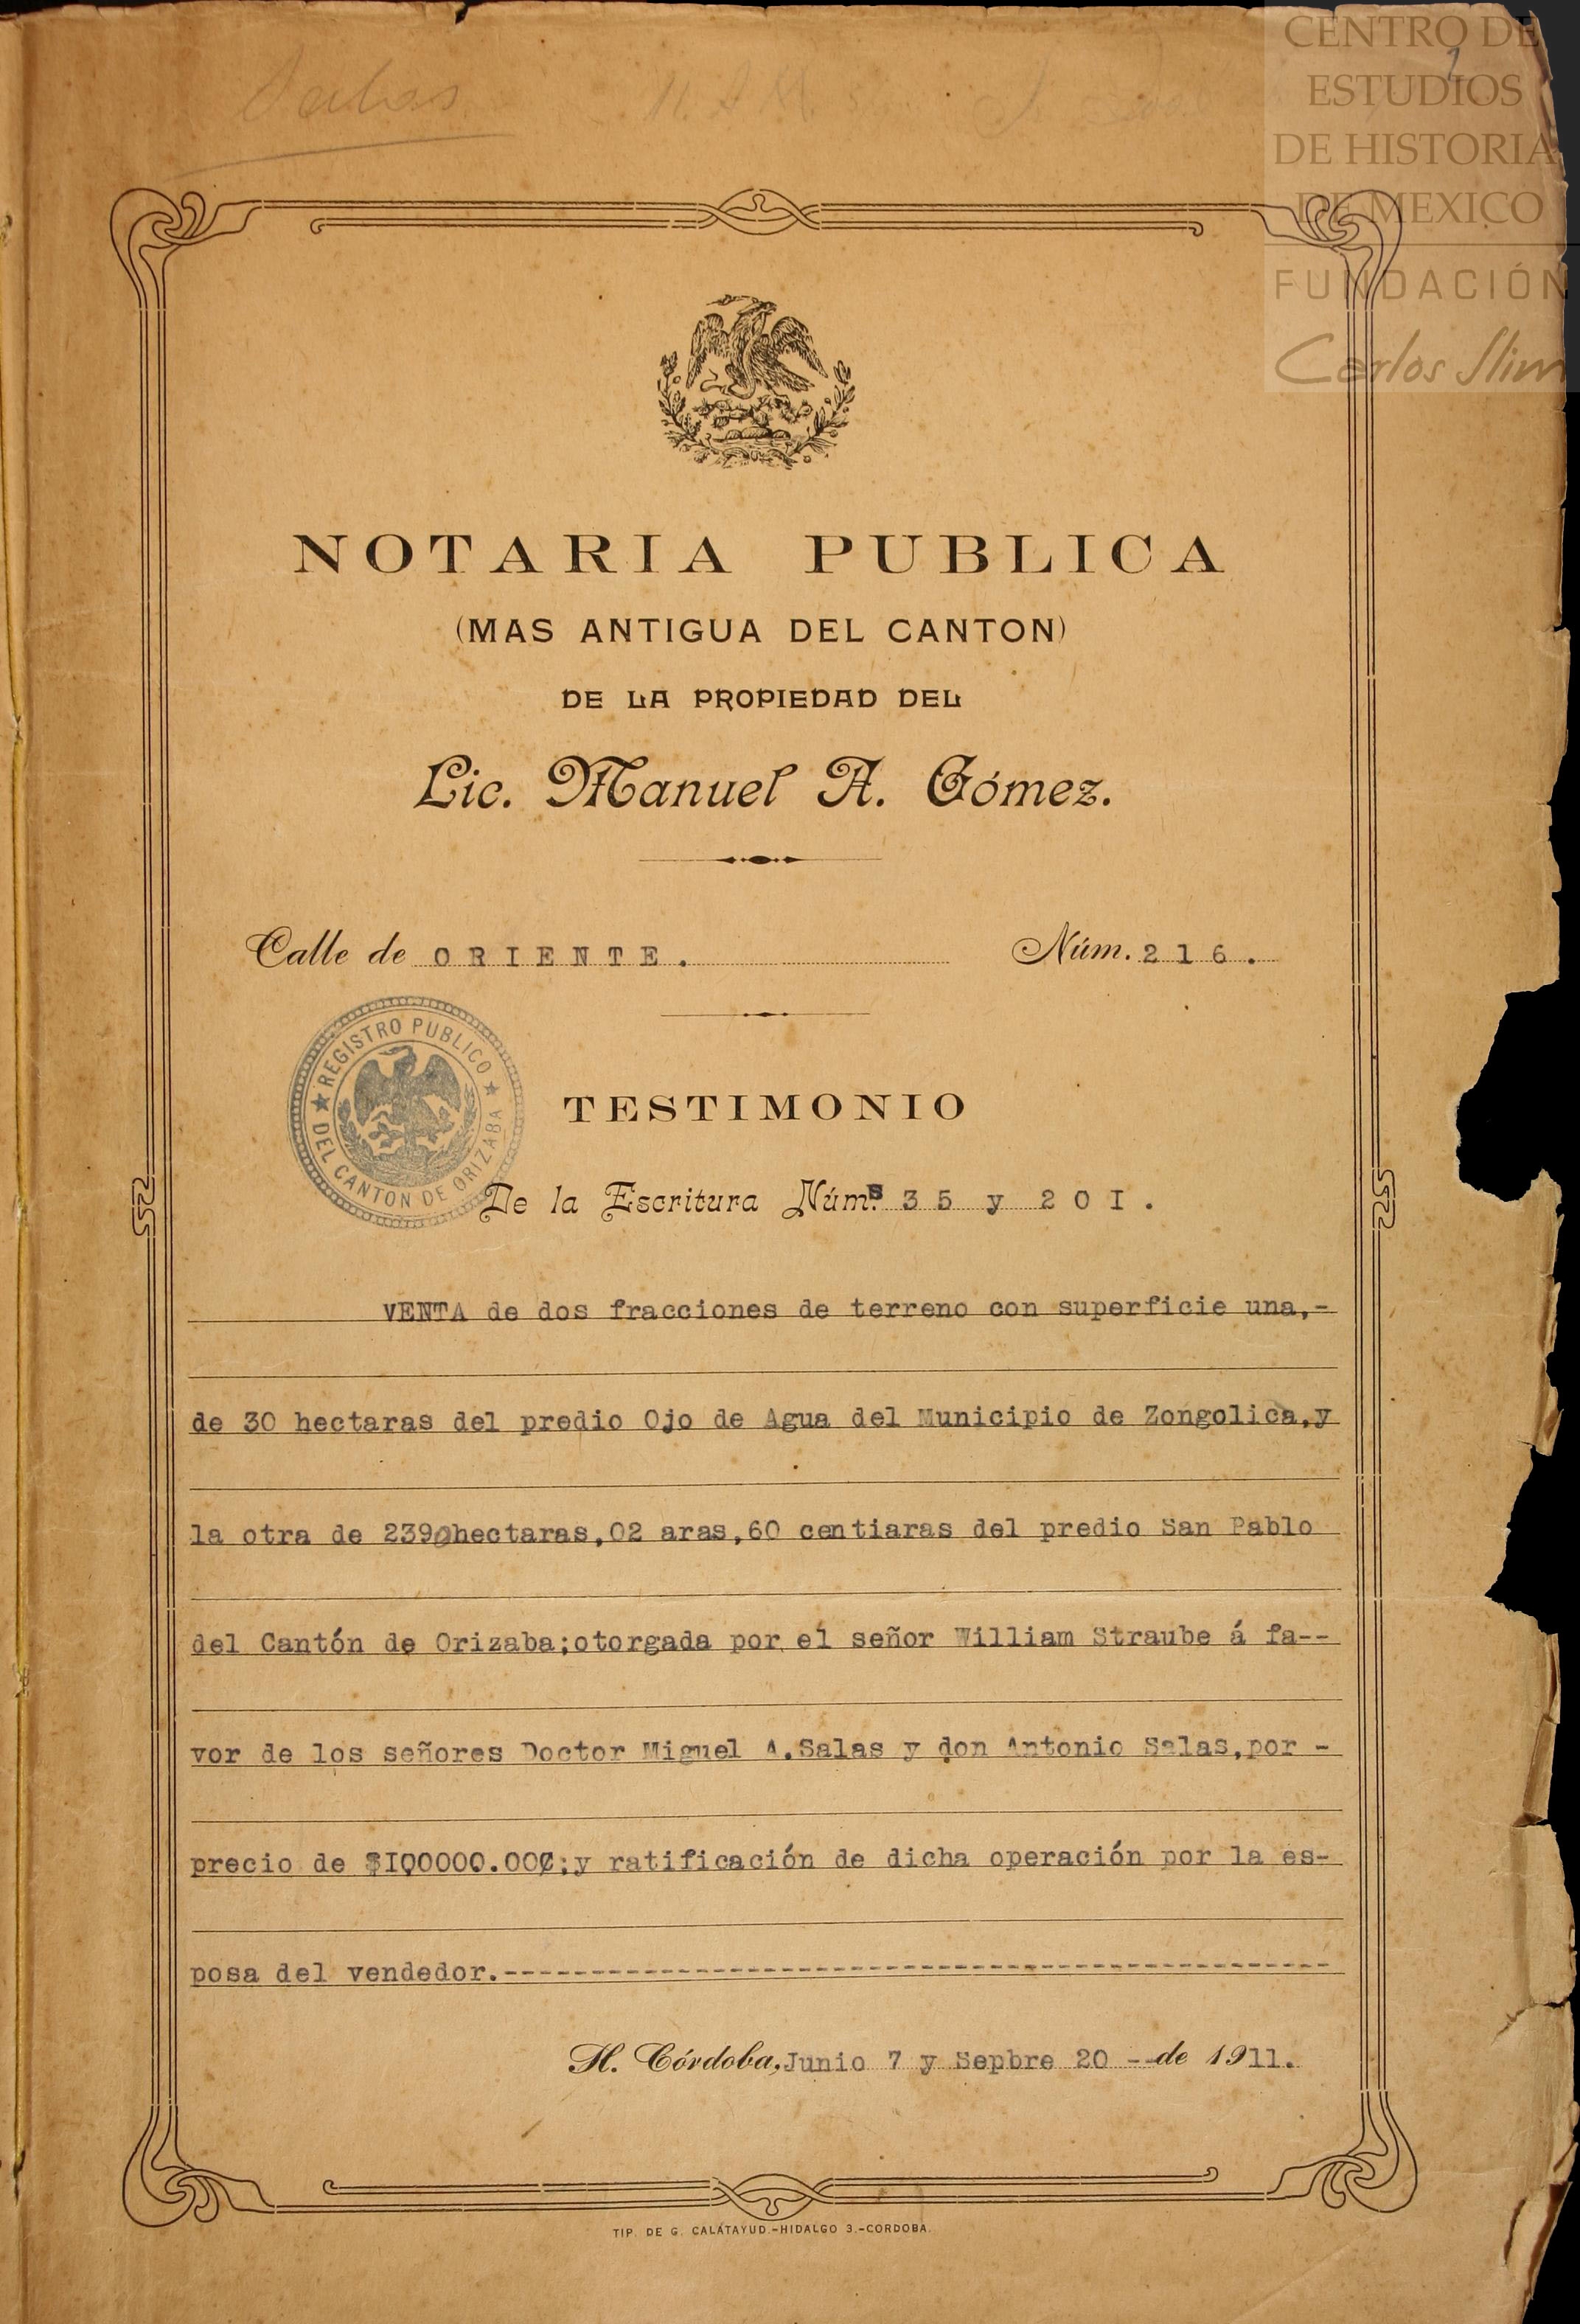 CENTRO DE
ESTUDIOS
DE HISTORIA
DE MEXICO
FUNDACIÓN
Carlos Slim
NOTARIA PUBLICA
(MAS ANTIGUA DEL CANTON)
DE LA PROPIEDAD DEL
Lic. Manuel A. Gómez.
Calle de ORIENTE. Núm. 216.
REGISTRO PUBLICO
DEL CANTON DE ORIZABA
TESTIMONIO
De la Escritura Núm.s 35 y 20I.
VENTA de dos fracciones de terreno con superficie una,-
de 30 hectaras del predio Ojo de Agua del Municipio de Zongolica,y
la otra de 2390hectaras,02 aras,60 centiaras del predio San Pablo
del Cantón de Orizaba;otorgada por el señor William Straube á fa--
vor de los señores Doctor Miguel A.Salas y don Antonio Salas,por -
precio de $I00000.00¢;y ratificación de dicha operación por la es-
posa del vendedor.-----------------------------------------------
H. Córdoba, Junio 7 y Sepbre 20 --de 1911.
TIP. DE G. CALATAYUD.-HIDALGO 3.-CORDOBA.